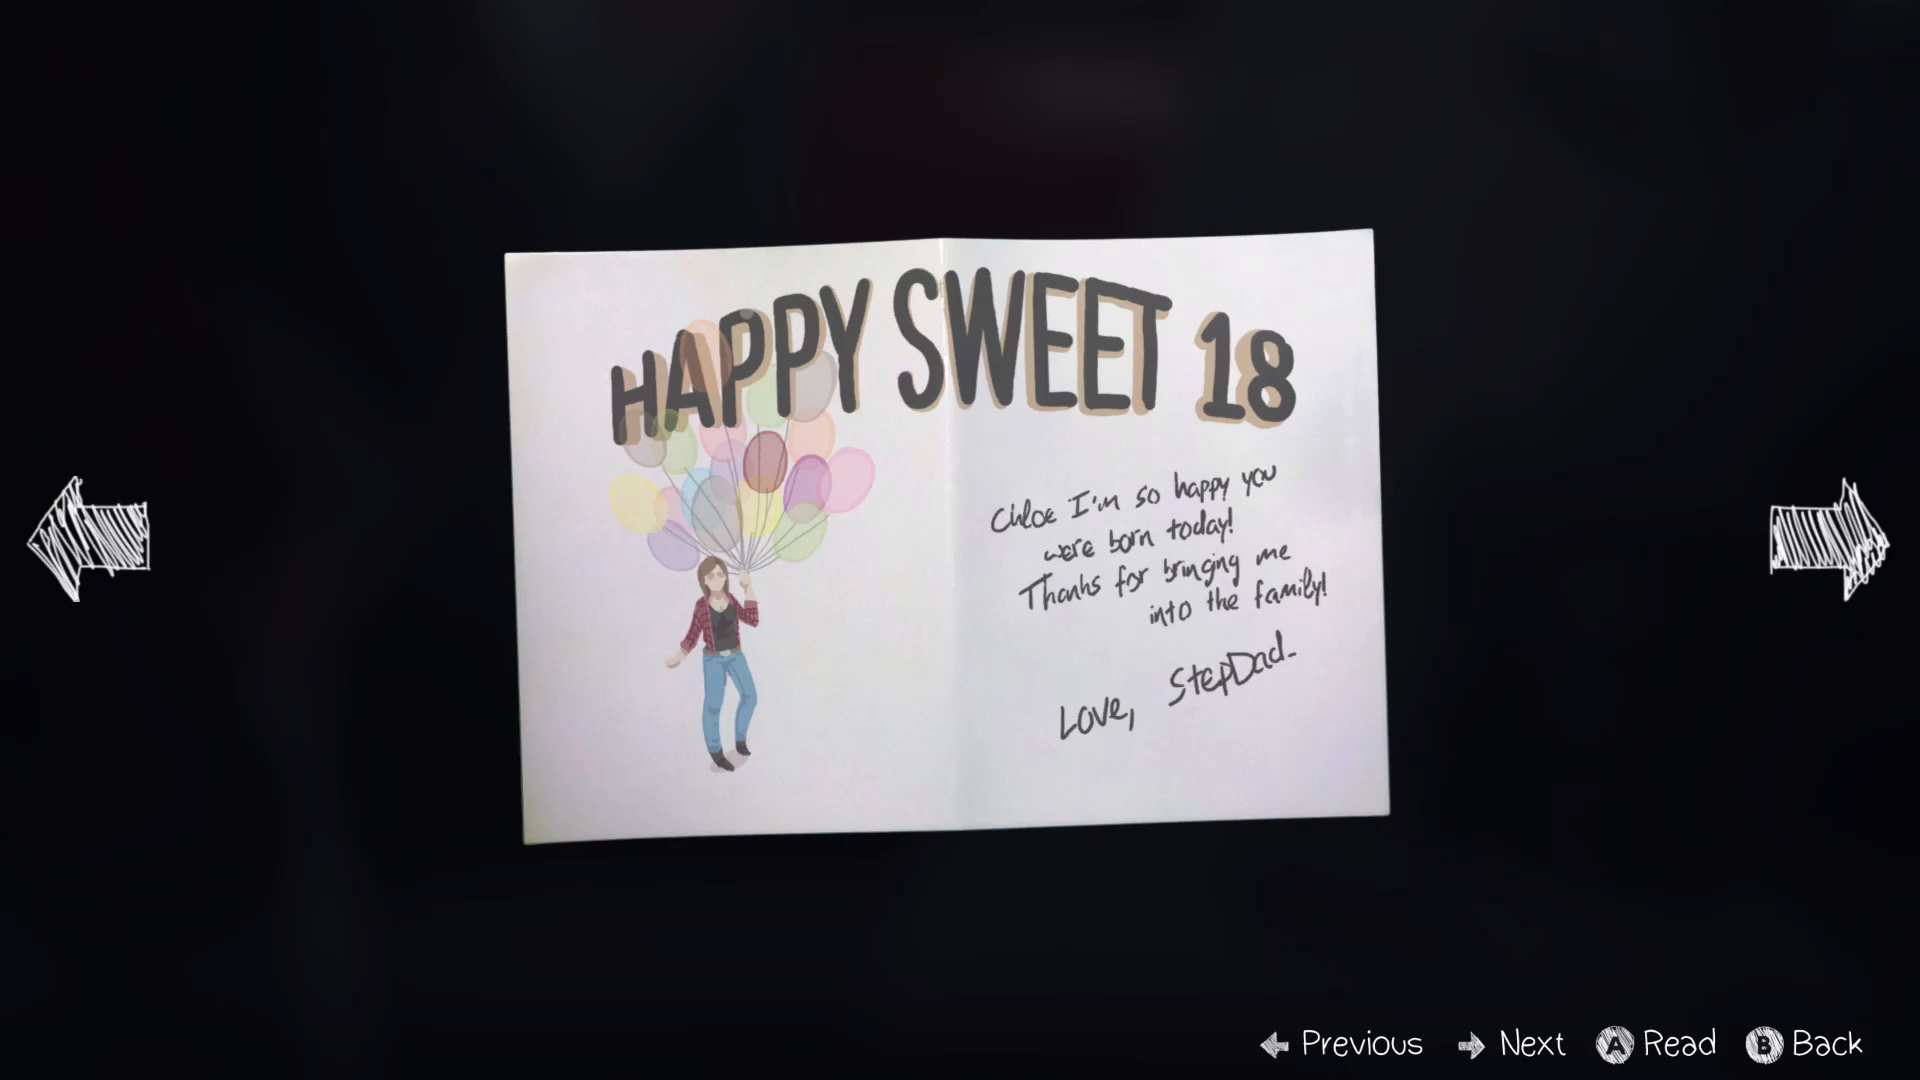 HAPPY SWEET 18
Chloe I'm so happy you
were born today!
Thanks for bringing me
into the family!
Love, StepDad
Previous Next A Read B Back